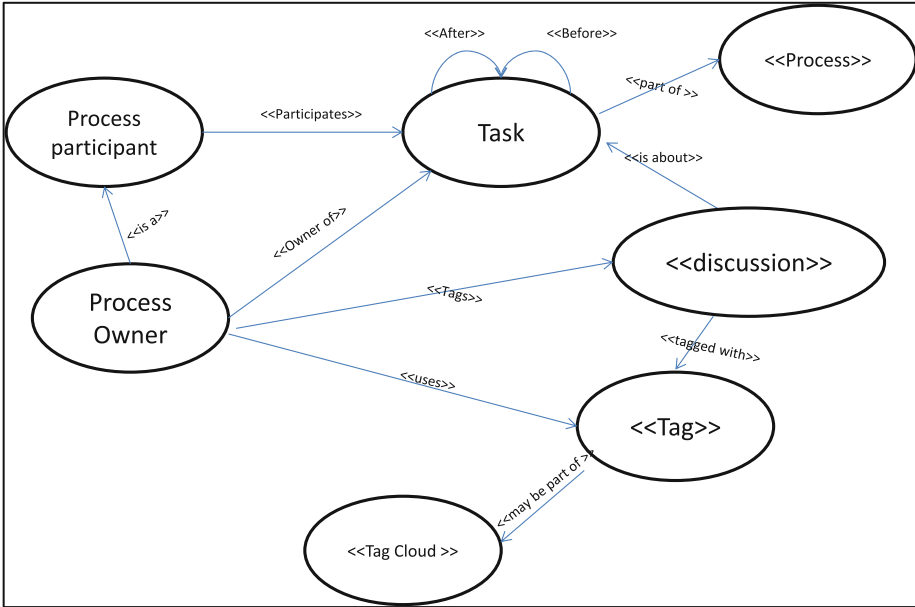 <<After>>
<<Before>>
<<Process>>
<<part of >>
Process
participant
<<Participates>>
Task
<<is about>>
<<is a>>
<<Owner of>>
<<discussion>>
Process
Owner
<<Tags>>
<<tagged with>>
<<uses>>
<<Tag>>
<<may be part of >>
<<Tag Cloud >>